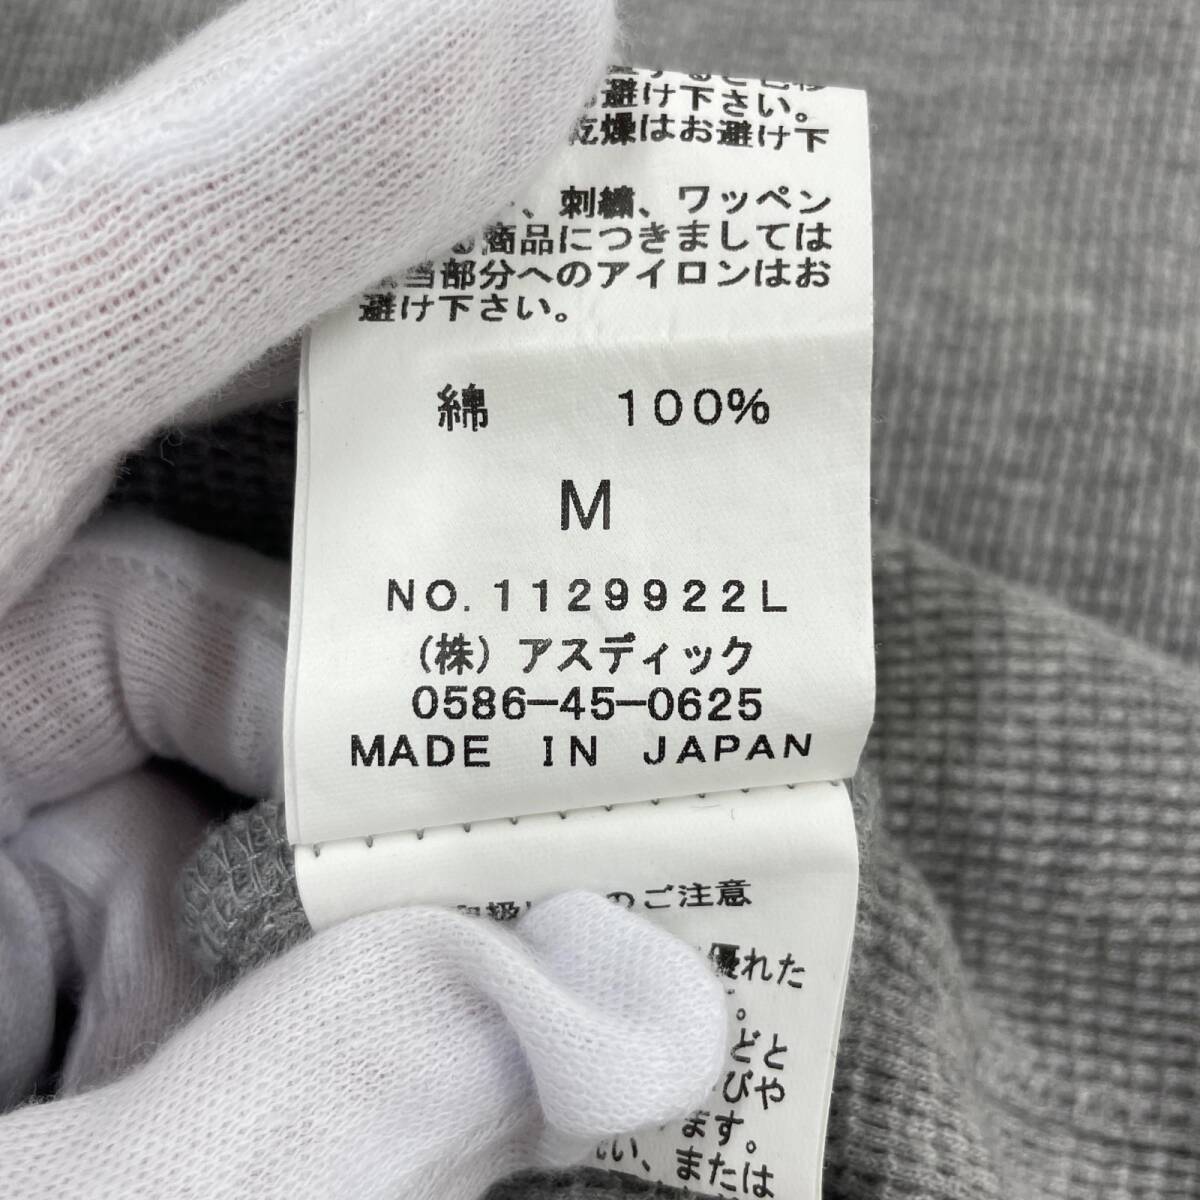 避け下さい。
乾燥はお避け下
、刺繍、ワッペン
る商品につきましては
当部分へのアイロンはお
避け下さい。
綿 100%
M
NO.1129922L
(株)アスディック
0586-45-0625
MADE IN JAPAN
のご注意
優れた
。
どと
びや
ます。
い、または